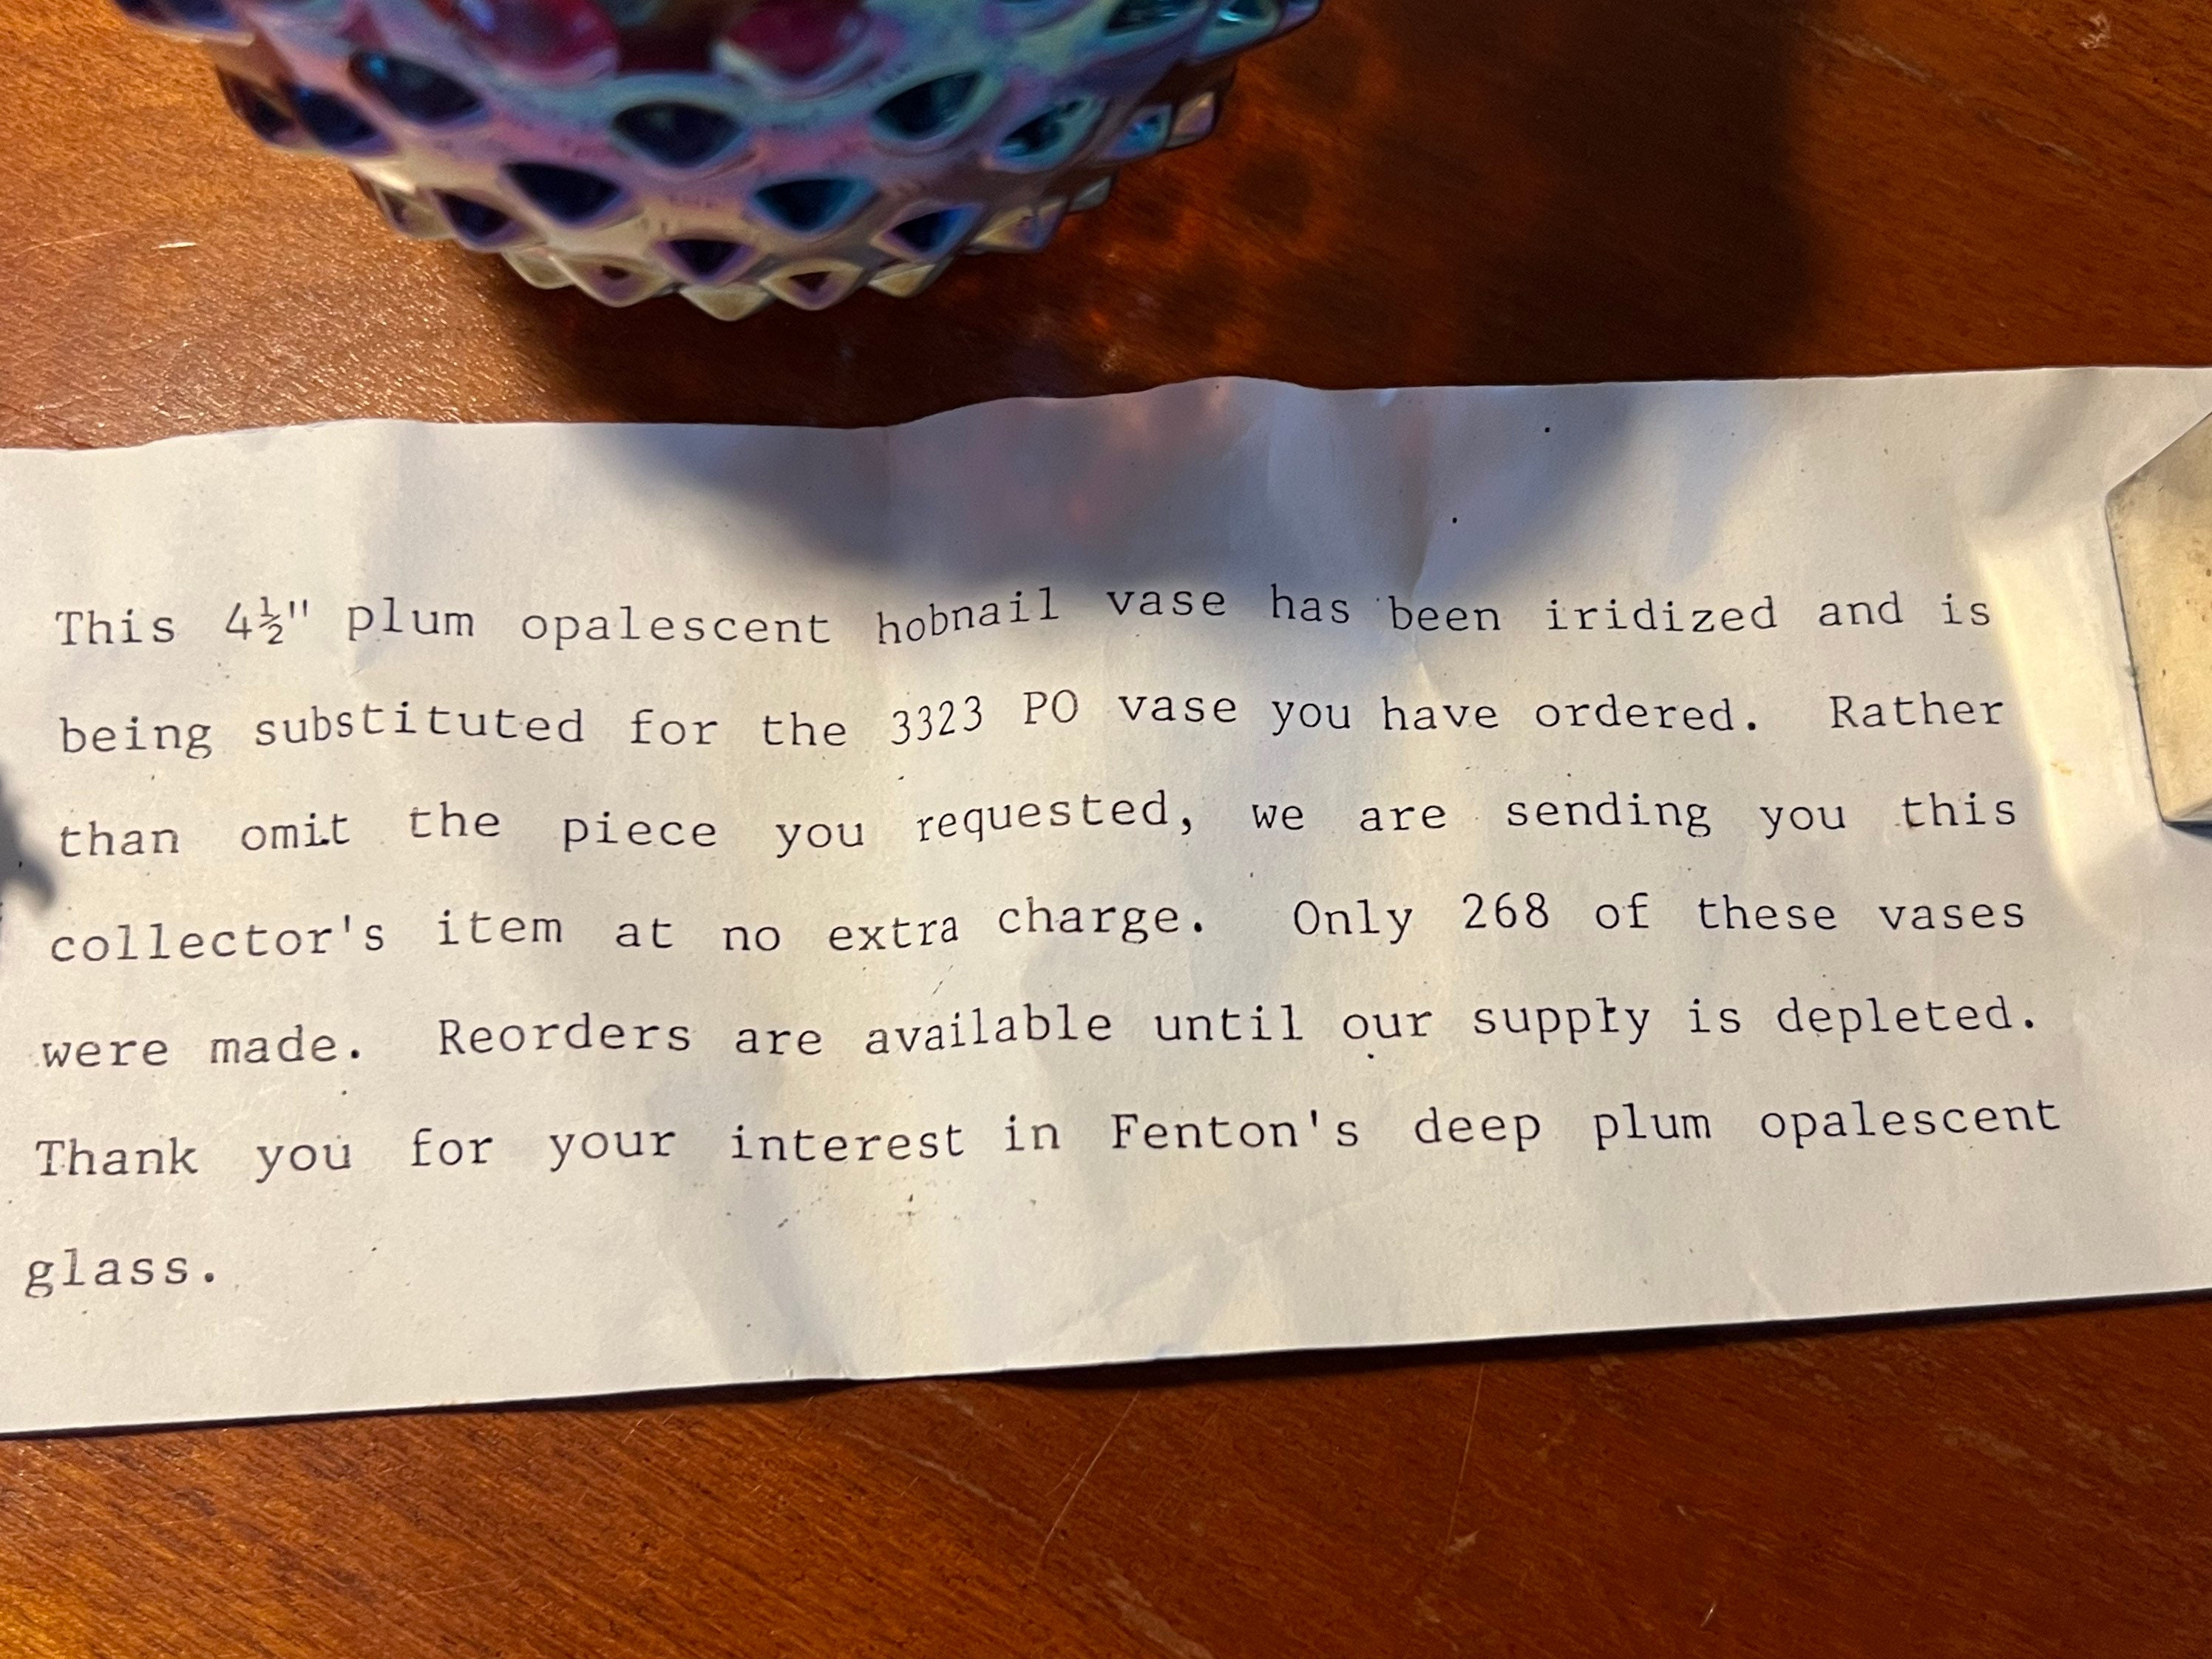 This 4½" plum opalescent hobnail vase has been iridized and is
being substituted for the 3323 PO vase you have ordered. Rather
than omit the piece you requested, we are sending you this
collector's item at no extra charge. Only 268 of these vases
were made. Reorders are available until our supply is depleted.
Thank you for your interest in Fenton's deep plum opalescent
glass.